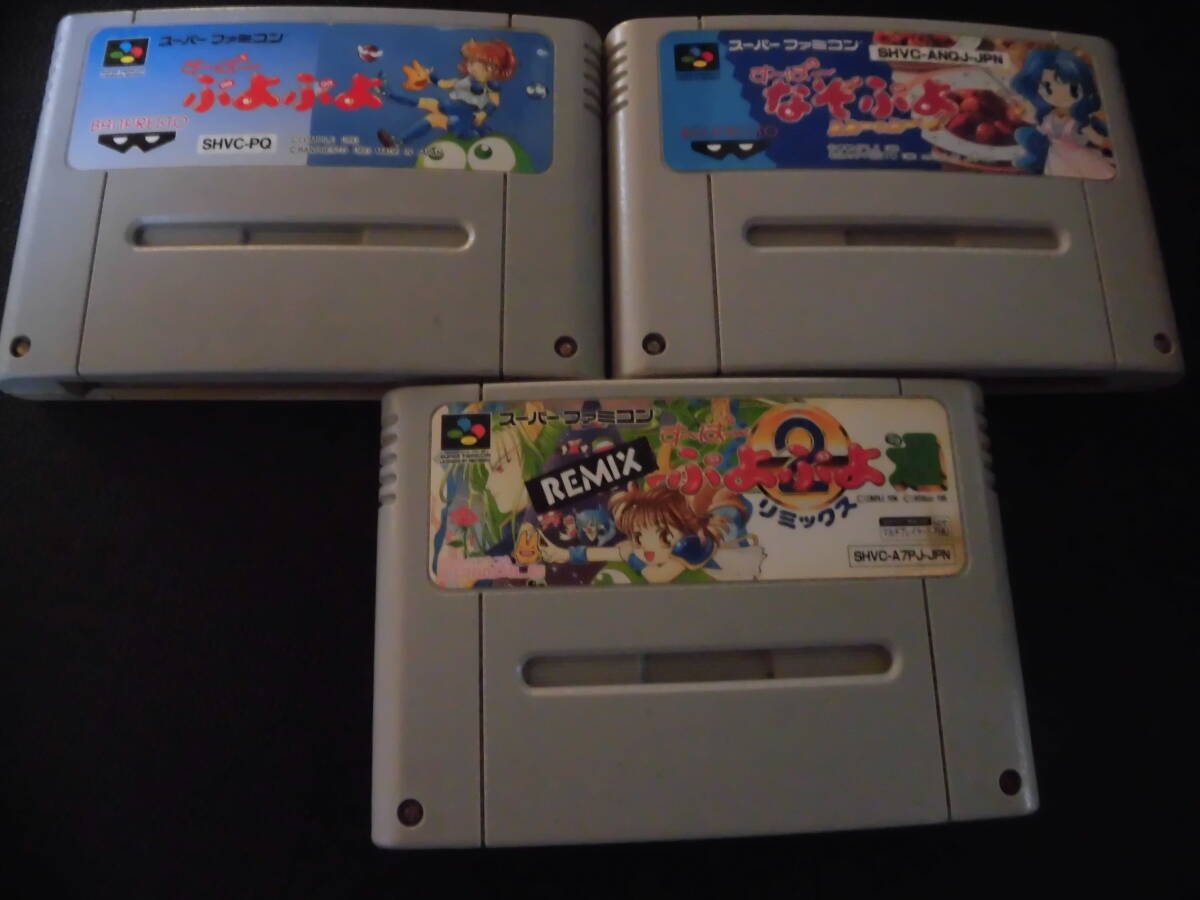 スーパーファミコン
すーぱー
ぷよぷよ
BANPRESTO
SHVC-PQ
スーパーファミコン
SHVC-ANQJ-JPN
すーぱー
なぞぷよ
BANPRESTO
スーパーファミコン
SUPER FAMICOM
すーぱー
ぷよぷよ
2
REMIX
リミックス
SHVC-A7PJ-JPN